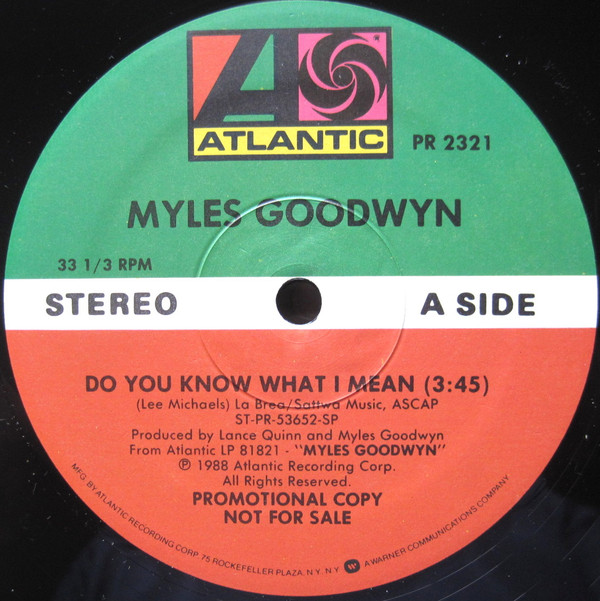 ATLANTIC
PR 2321
MYLES GOODWYN
33 1/3 RPM
STEREO
A SIDE
DO YOU KNOW WHAT I MEAN (3:45)
(Lee Michaels) La Brea/Sattwa Music, ASCAP
ST-PR-53652-SP
Produced by Lance Quinn and Myles Goodwyn
From Atlantic LP 81821 - "MYLES GOODWYN"
℗ 1988 Atlantic Recording Corp.
All Rights Reserved.
PROMOTIONAL COPY
NOT FOR SALE
MFG. BY ATLANTIC RECORDING CORP. 75 ROCKEFELLER PLAZA, N.Y. N.Y. W A WARNER COMMUNICATIONS COMPANY